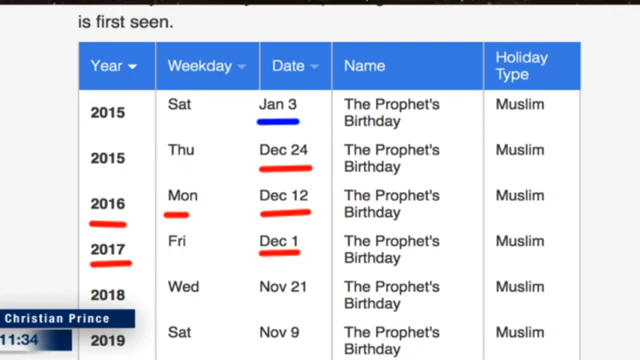 is first seen.
Year Weekday Date Name Holiday Type
2015 Sat Jan 3 The Prophet's Birthday Muslim
2015 Thu Dec 24 The Prophet's Birthday Muslim
2016 Mon Dec 12 The Prophet's Birthday Muslim
2017 Fri Dec 1 The Prophet's Birthday Muslim
2018 Wed Nov 21 The Prophet's Birthday Muslim
2019 Sat Nov 9 The Prophet's Birthday Muslim
Christian Prince
11:34